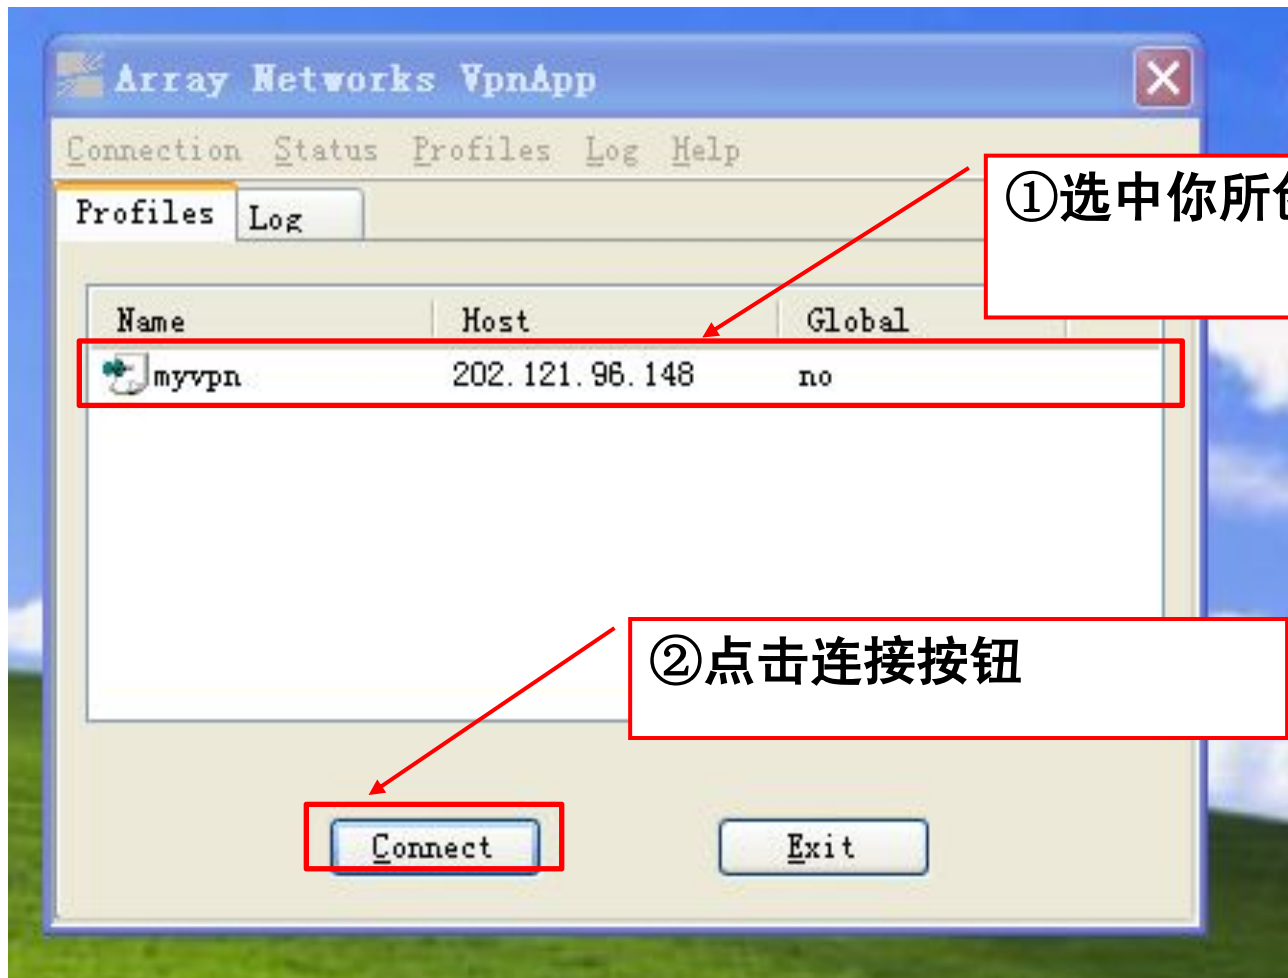 Array Networks VpnApp
Connection Status Profiles Log Help
Profiles Log
①选中你所
Name Host Global
myvpn 202.121.96.148 no
②点击连接按钮
Connect Exit